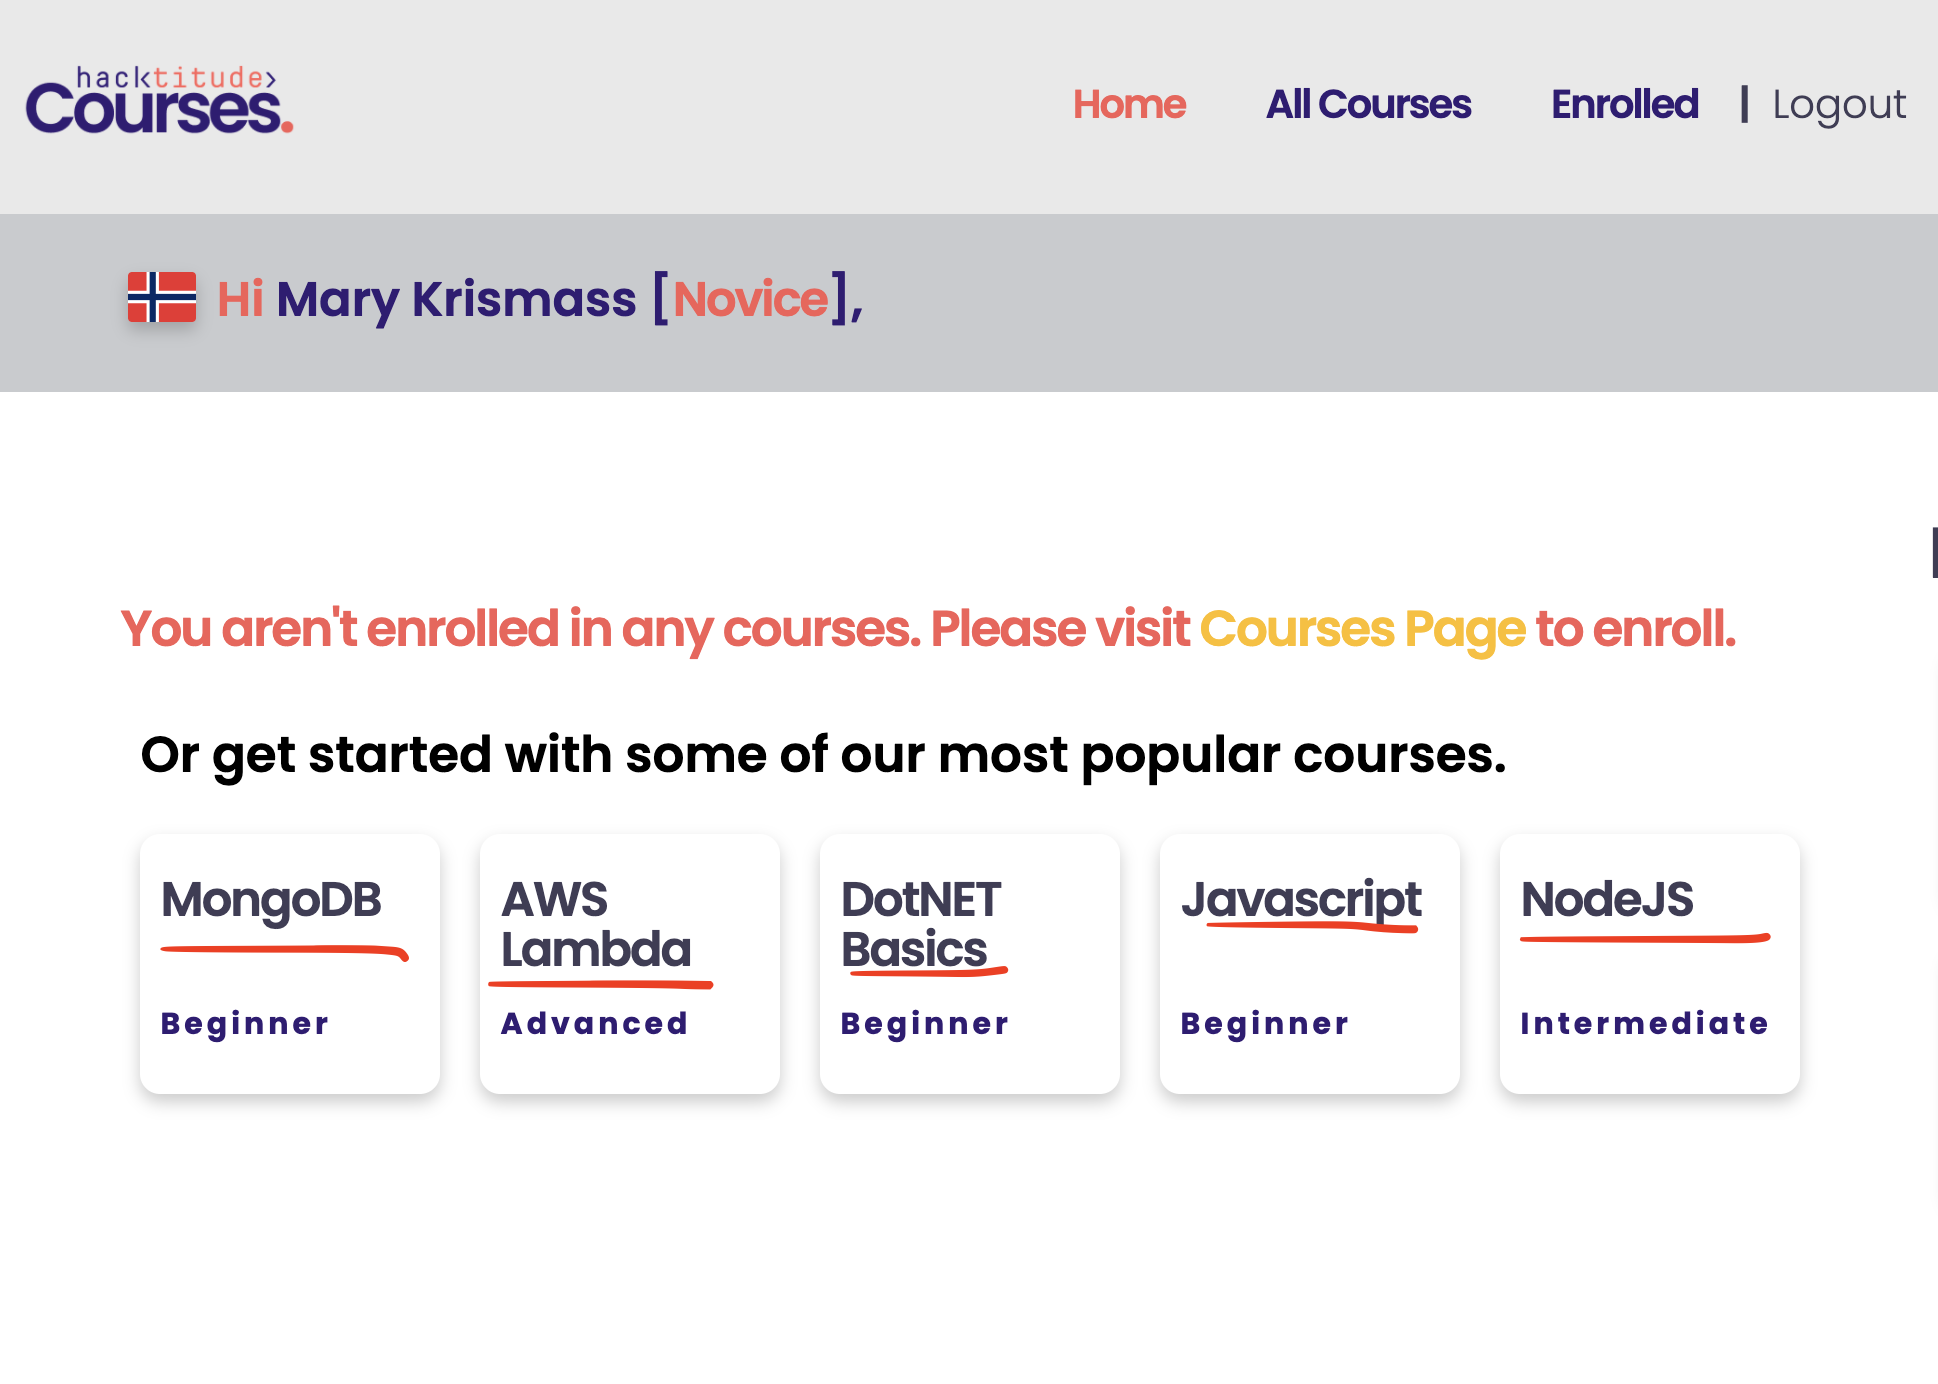 hack<titude>
Courses.
Home All Courses Enrolled | Logout
Hi Mary Krismass [Novice],
You aren't enrolled in any courses. Please visit Courses Page to enroll.
Or get started with some of our most popular courses.
MongoDB
Beginner
AWS
Lambda
Advanced
DotNET
Basics
Beginner
Javascript
Beginner
NodeJS
Intermediate